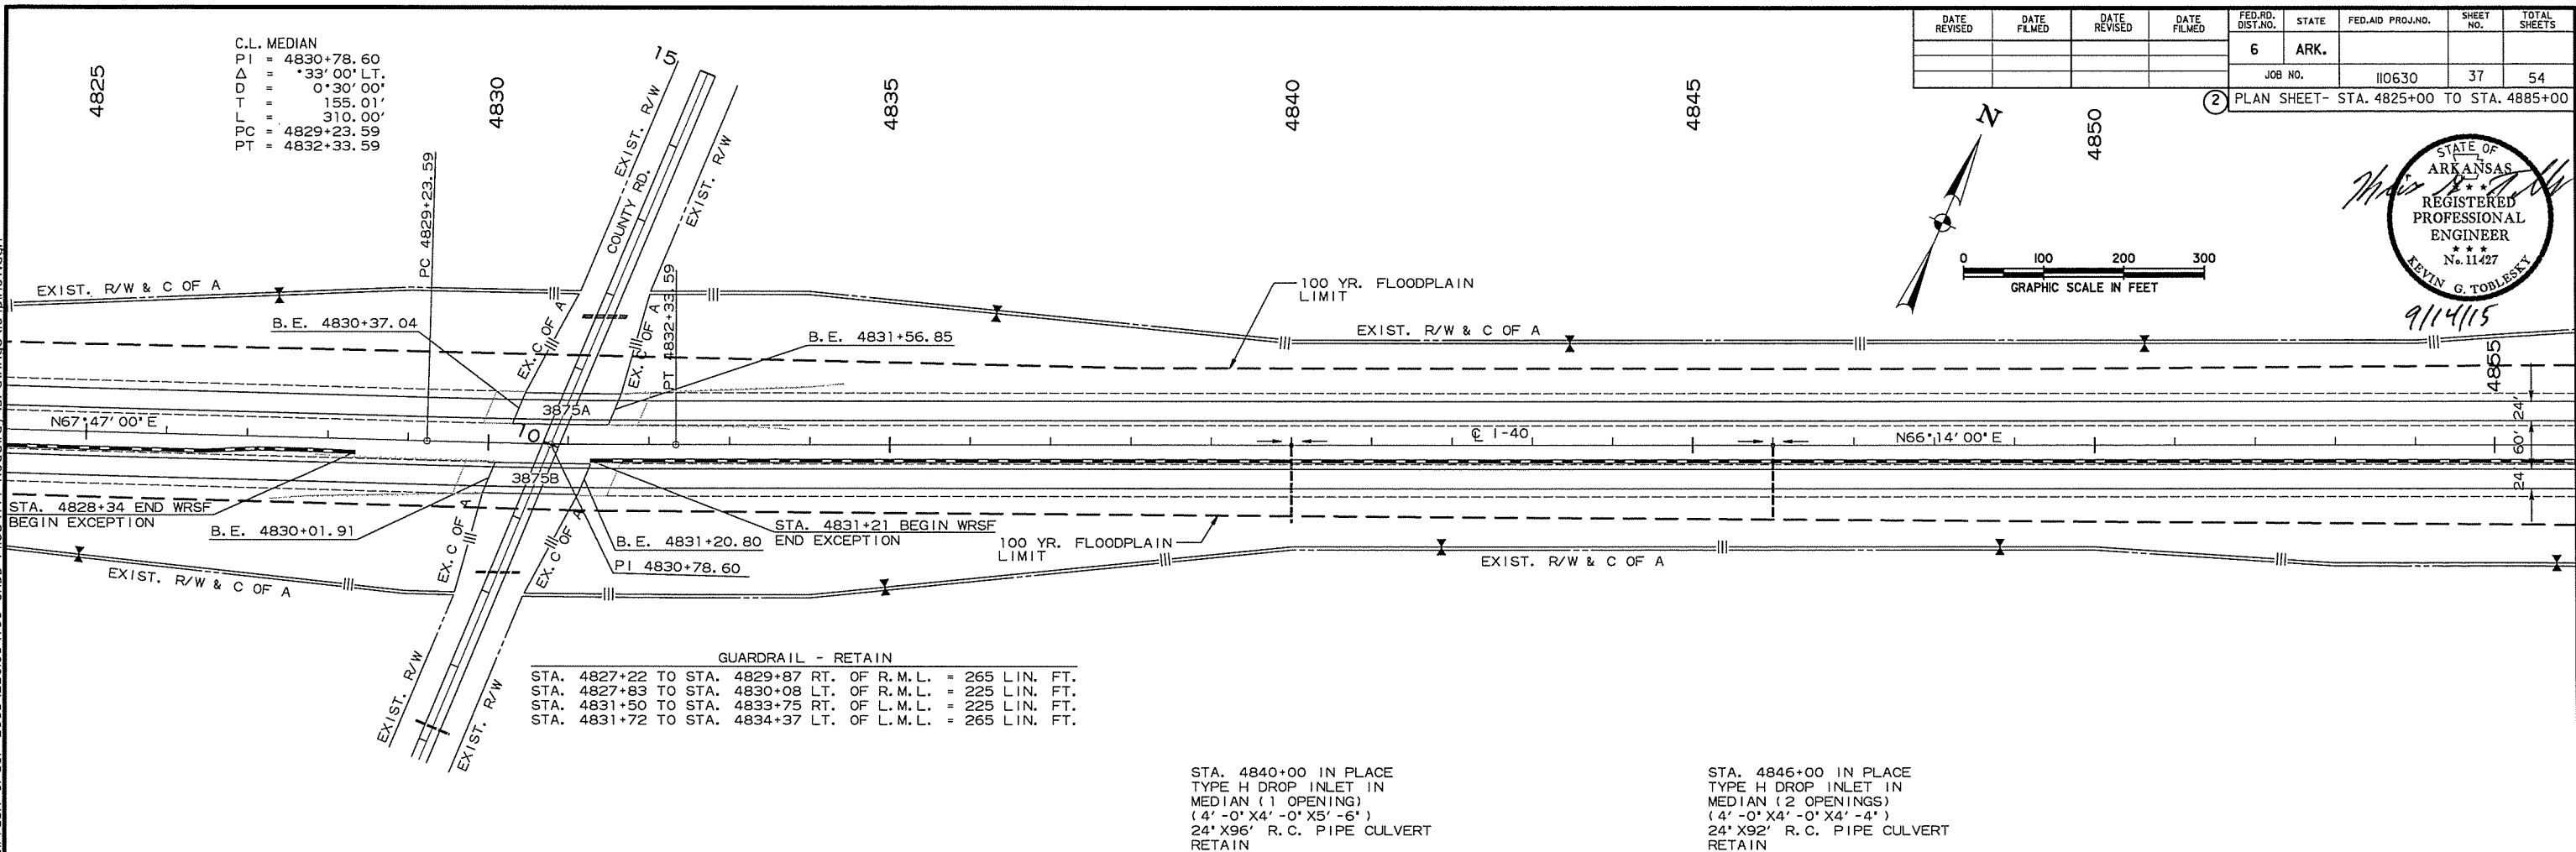 DATE REVISED
DATE FILMED
DATE REVISED
DATE FILMED
FED.RD. DIST.NO.
STATE
FED.AID PROJ.NO.
SHEET NO.
TOTAL SHEETS
6
ARK.
JOB NO.
110630
37
54
2
PLAN SHEET- STA. 4825+00 TO STA. 4885+00
C.L. MEDIAN
PI = 4830+78.60
Δ = °33'00" LT.
D = 0°30'00"
T = 155.01'
L = 310.00'
PC = 4829+23.59
PT = 4832+33.59
4825
4830
4835
4840
4845
4850
4855
15
EXIST. R/W
COUNTY RD.
EXIST. R/W
PC 4829+23.59
PT 4832+33.59
N
STATE OF
ARKANSAS
★ ★ ★
REGISTERED
PROFESSIONAL
ENGINEER
★ ★ ★
No. 11427
KEVIN G. TOBLESKY
9/14/15
0 100 200 300
GRAPHIC SCALE IN FEET
EXIST. R/W & C OF A
100 YR. FLOODPLAIN
LIMIT
EXIST. R/W & C OF A
B.E. 4830+37.04
EX. C OF A
EX. C OF A
B.E. 4831+56.85
3875A
N67°47'00" E
10
℄ I-40
N66°14'00" E
24'
60'
24'
3875B
STA. 4828+34 END WRSF
BEGIN EXCEPTION
B.E. 4830+01.91
EX. C OF A
EX. C OF A
B.E. 4831+20.80
PI 4830+78.60
STA. 4831+21 BEGIN WRSF
END EXCEPTION
100 YR. FLOODPLAIN
LIMIT
EXIST. R/W & C OF A
EXIST. R/W & C OF A
EXIST. R/W
EXIST. R/W
GUARDRAIL - RETAIN
STA. 4827+22 TO STA. 4829+87 RT. OF R.M.L. = 265 LIN. FT.
STA. 4827+83 TO STA. 4830+08 LT. OF R.M.L. = 225 LIN. FT.
STA. 4831+50 TO STA. 4833+75 RT. OF L.M.L. = 225 LIN. FT.
STA. 4831+72 TO STA. 4834+37 LT. OF L.M.L. = 265 LIN. FT.
STA. 4840+00 IN PLACE
TYPE H DROP INLET IN
MEDIAN (1 OPENING)
(4'-0"X4'-0"X5'-6")
24"X96' R.C. PIPE CULVERT
RETAIN
STA. 4846+00 IN PLACE
TYPE H DROP INLET IN
MEDIAN (2 OPENINGS)
(4'-0"X4'-0"X4'-4")
24"X92' R.C. PIPE CULVERT
RETAIN